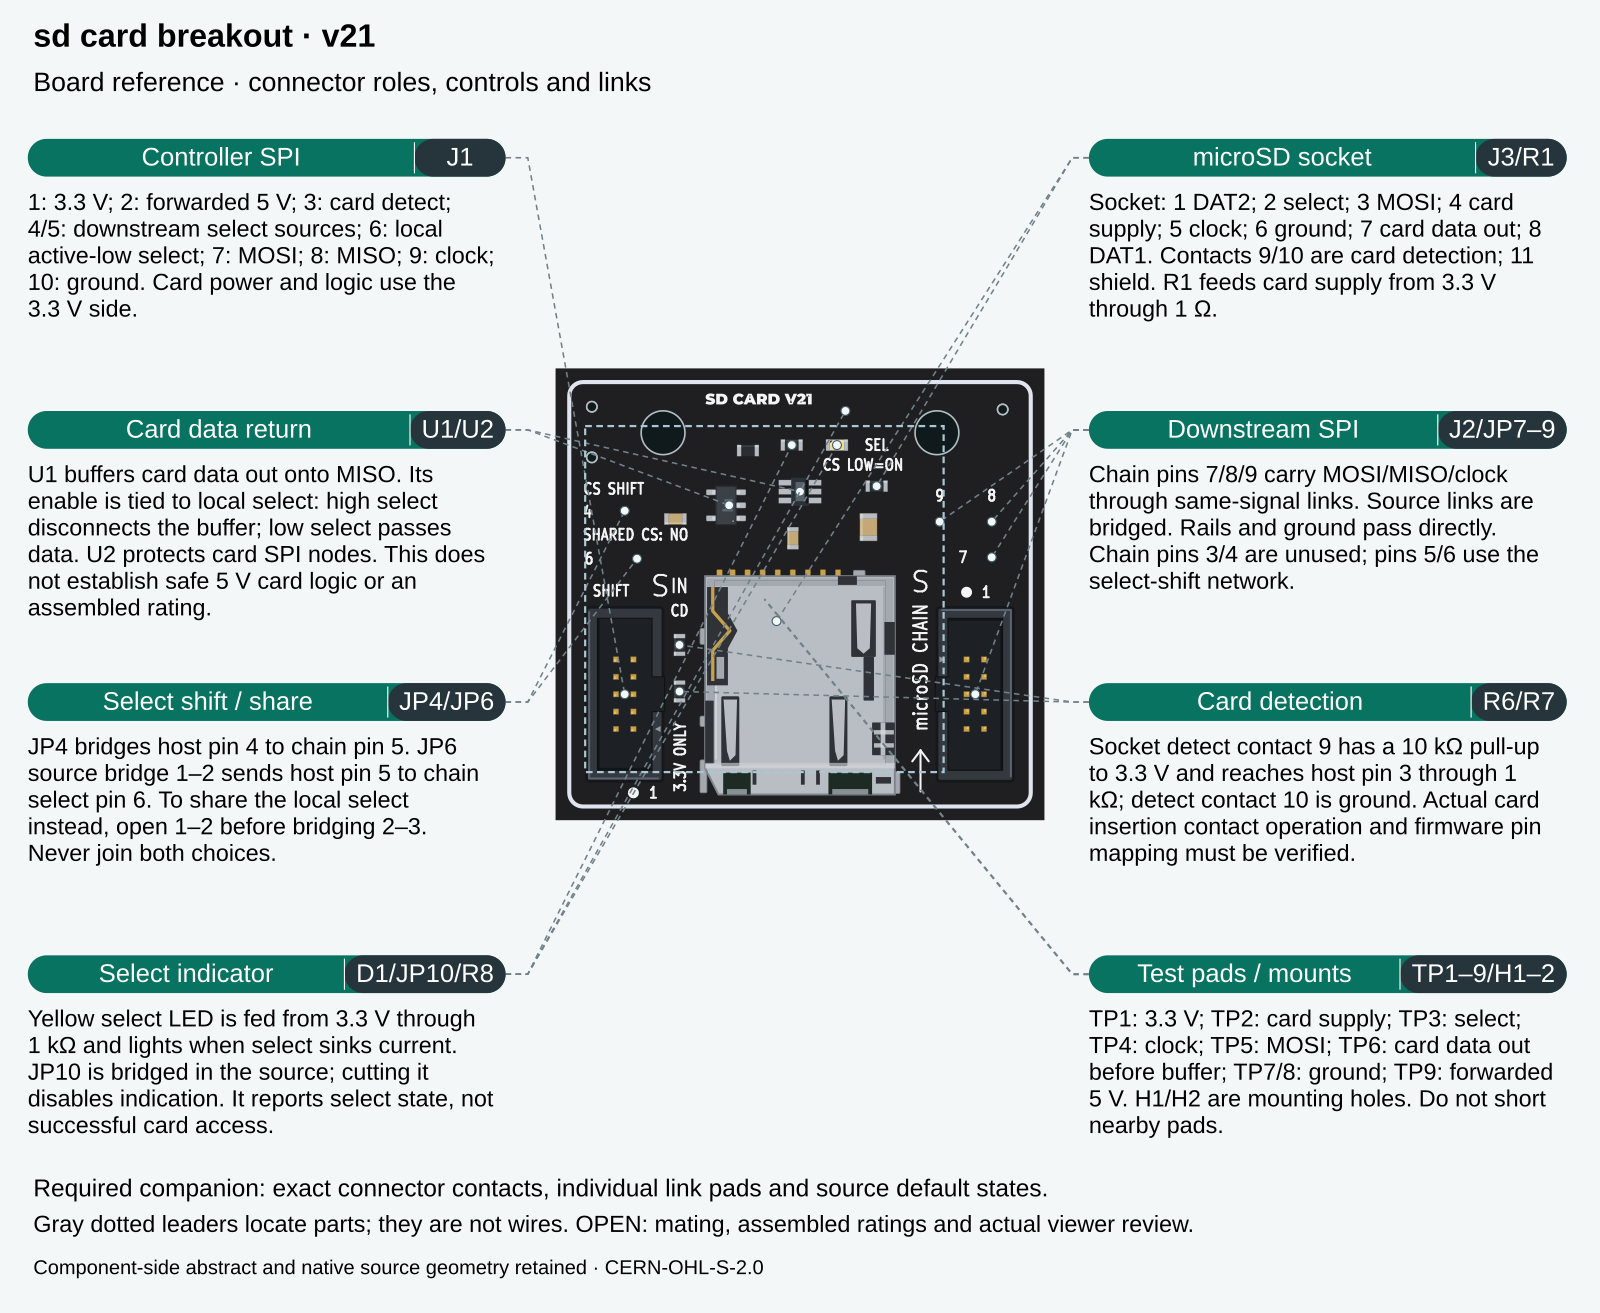 sd card breakout · v21
Board reference · connector roles, controls and links
Controller SPI J1
1: 3.3 V; 2: forwarded 5 V; 3: card detect;
4/5: downstream select sources; 6: local
active-low select; 7: MOSI; 8: MISO; 9: clock;
10: ground. Card power and logic use the
3.3 V side.
Card data return U1/U2
U1 buffers card data out onto MISO. Its
enable is tied to local select: high select
disconnects the buffer; low select passes
data. U2 protects card SPI nodes. This does
not establish safe 5 V card logic or an
assembled rating.
Select shift / share JP4/JP6
JP4 bridges host pin 4 to chain pin 5. JP6
source bridge 1–2 sends host pin 5 to chain
select pin 6. To share the local select
instead, open 1–2 before bridging 2–3.
Never join both choices.
Select indicator D1/JP10/R8
Yellow select LED is fed from 3.3 V through
1 kΩ and lights when select sinks current.
JP10 is bridged in the source; cutting it
disables indication. It reports select state, not
successful card access.
SD CARD V21
SEL
CS LOW=ON
CS SHIFT
4
SHARED CS: NO
6
SHIFT
S IN
CD
3.3V ONLY
1
9 8
7
1
S
microSD CHAIN
microSD socket J3/R1
Socket: 1 DAT2; 2 select; 3 MOSI; 4 card
supply; 5 clock; 6 ground; 7 card data out; 8
DAT1. Contacts 9/10 are card detection; 11
shield. R1 feeds card supply from 3.3 V
through 1 Ω.
Downstream SPI J2/JP7–9
Chain pins 7/8/9 carry MOSI/MISO/clock
through same-signal links. Source links are
bridged. Rails and ground pass directly.
Chain pins 3/4 are unused; pins 5/6 use the
select-shift network.
Card detection R6/R7
Socket detect contact 9 has a 10 kΩ pull-up
to 3.3 V and reaches host pin 3 through 1
kΩ; detect contact 10 is ground. Actual card
insertion contact operation and firmware pin
mapping must be verified.
Test pads / mounts TP1–9/H1–2
TP1: 3.3 V; TP2: card supply; TP3: select;
TP4: clock; TP5: MOSI; TP6: card data out
before buffer; TP7/8: ground; TP9: forwarded
5 V. H1/H2 are mounting holes. Do not short
nearby pads.
Required companion: exact connector contacts, individual link pads and source default states.
Gray dotted leaders locate parts; they are not wires. OPEN: mating, assembled ratings and actual viewer review.
Component-side abstract and native source geometry retained · CERN-OHL-S-2.0